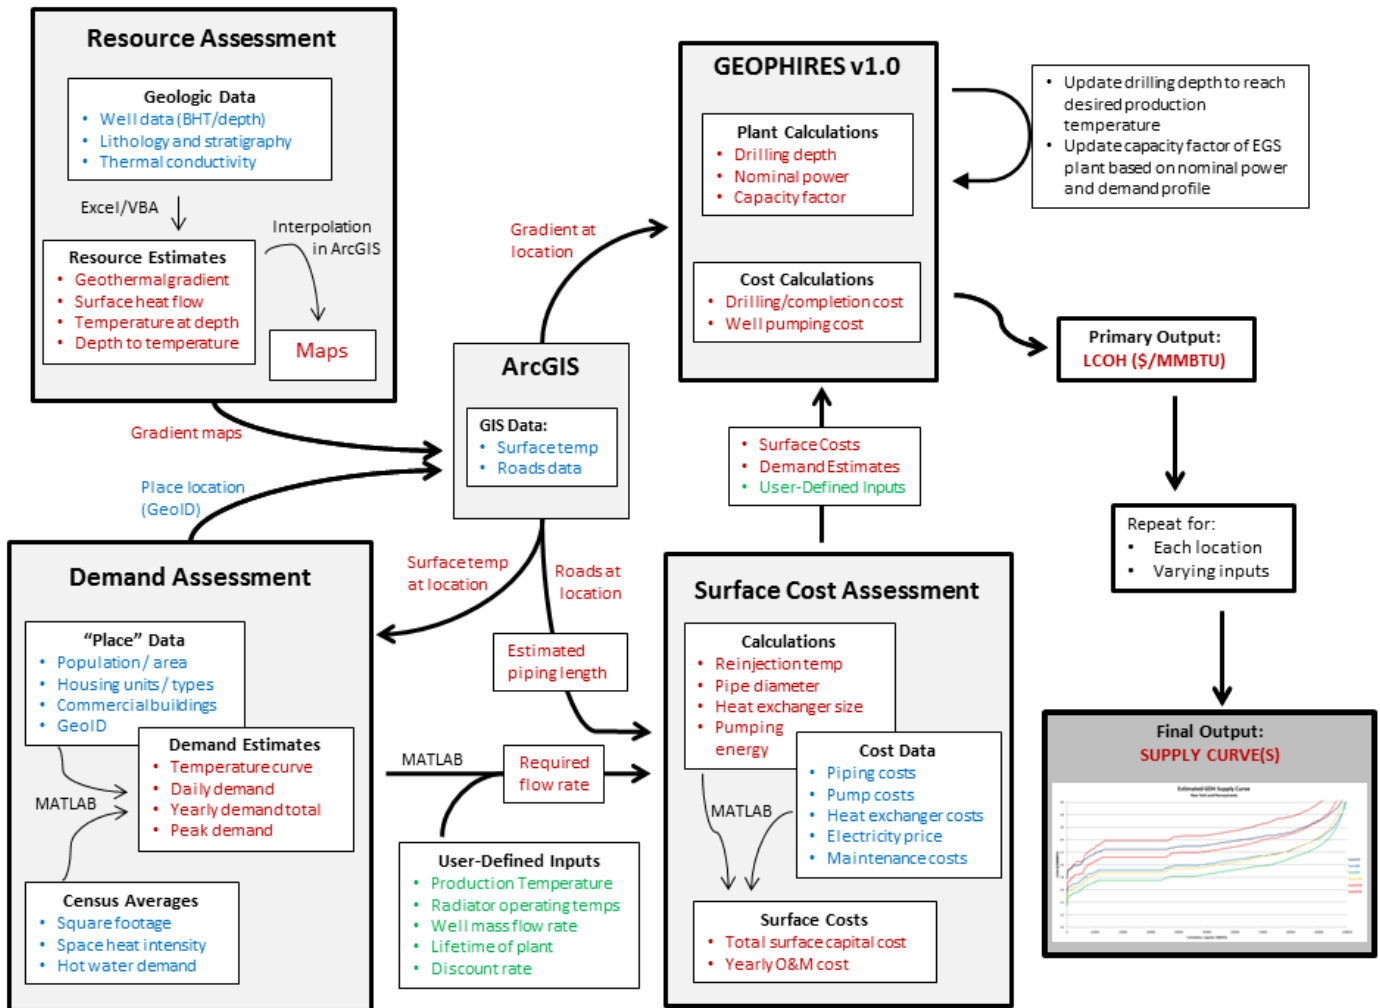 Resource Assessment
Geologic Data
• Well data (BHT/depth)
• Lithology and stratigraphy
• Thermal conductivity
Excel/VBA
Interpolation
in ArcGIS
Resource Estimates
• Geothermal gradient
• Surface heat flow
• Temperature at depth
• Depth to temperature
Maps
Gradient maps
Place location
(GeoID)
Gradient at
location
ArcGIS
GIS Data:
• Surface temp
• Roads data
GEOPHIRES v1.0
Plant Calculations
• Drilling depth
• Nominal power
• Capacity factor
Cost Calculations
• Drilling/completion cost
• Well pumping cost
• Update drilling depth to reach
desired production
temperature
• Update capacity factor of EGS
plant based on nominal power
and demand profile
Primary Output:
LCOH ($/MMBTU)
• Surface Costs
• Demand Estimates
• User-Defined Inputs
Repeat for:
• Each location
• Varying inputs
Demand Assessment
“Place” Data
• Population / area
• Housing units / types
• Commercial buildings
• GeoID
Demand Estimates
• Temperature curve
• Daily demand
• Yearly demand total
• Peak demand
MATLAB
Census Averages
• Square footage
• Space heat intensity
• Hot water demand
Surface temp
at location
Roads at
location
Estimated
piping length
MATLAB
Required
flow rate
User-Defined Inputs
• Production Temperature
• Radiator operating temps
• Well mass flow rate
• Lifetime of plant
• Discount rate
Surface Cost Assessment
Calculations
• Reinjection temp
• Pipe diameter
• Heat exchanger size
• Pumping
energy
Cost Data
• Piping costs
• Pump costs
• Heat exchanger costs
• Electricity price
• Maintenance costs
MATLAB
Surface Costs
• Total surface capital cost
• Yearly O&M cost
Final Output:
SUPPLY CURVE(S)
Estimated GDH Supply Curve
New York and Pennsylvania